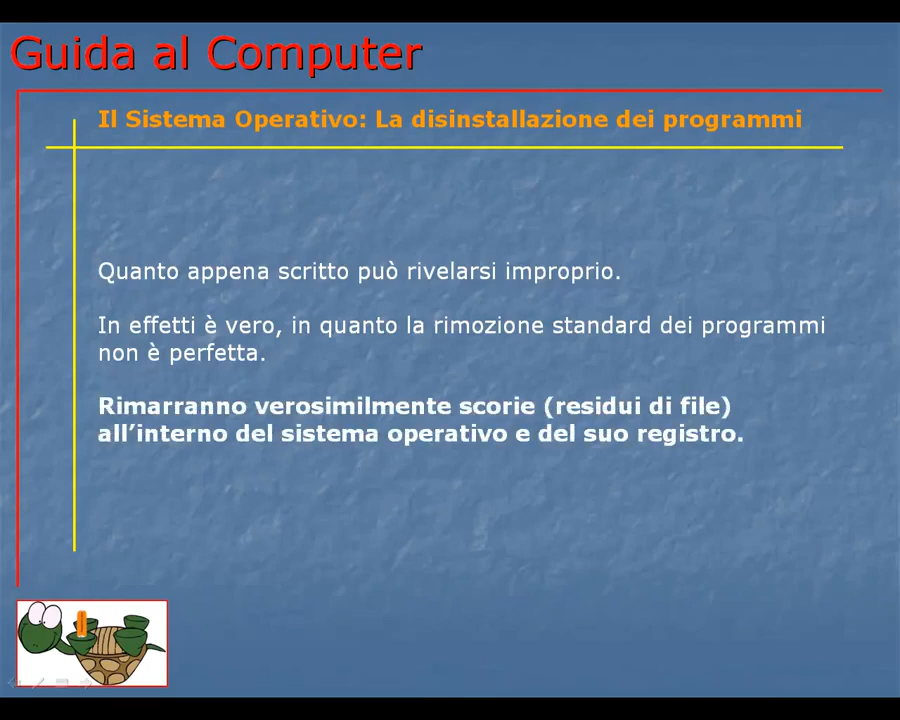 Guida al Computer
Il Sistema Operativo: La disinstallazione dei programmi
Quanto appena scritto può rivelarsi improprio.
In effetti è vero, in quanto la rimozione standard dei programmi
non è perfetta.
Rimarranno verosimilmente scorie (residui di file)
all’interno del sistema operativo e del suo registro.